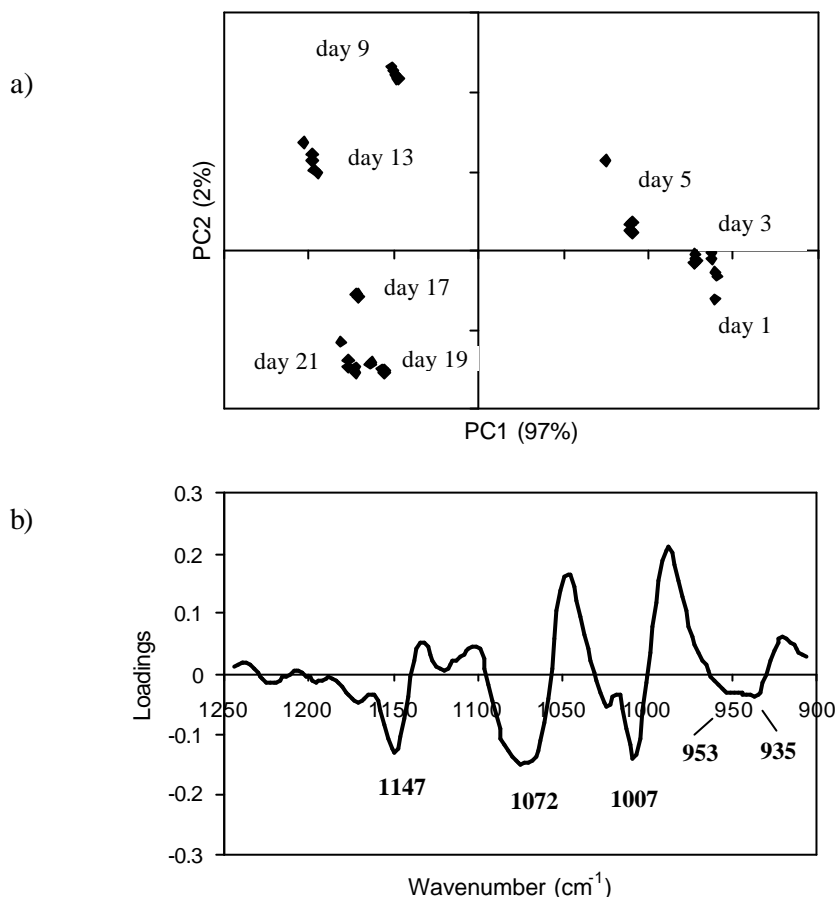 a)
day 9
day 13
day 5
day 3
day 17
day 1
day 21
day 19
PC2 (2%)
PC1 (97%)
b)
0.3
0.2
0.1
0
-0.1
-0.2
-0.3
Loadings
1250 1200 1150 1100 1050 1000 950 900
953 935
1147 1072 1007
Wavenumber (cm-1)